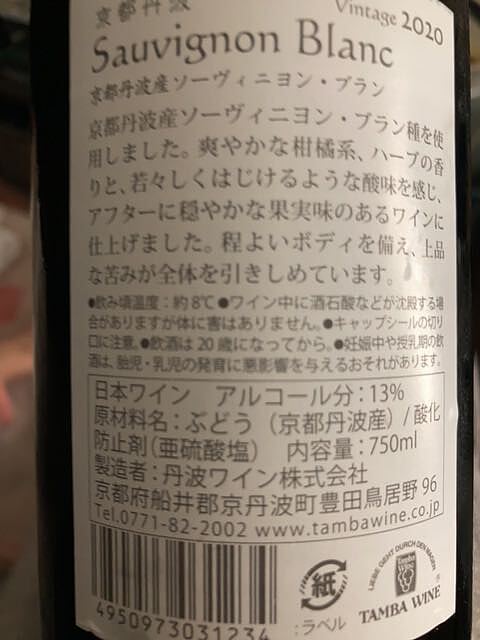 京都丹波
Vintage 2020
Sauvignon Blanc
京都丹波産ソーヴィニヨン・ブラン
京都丹波産ソーヴィニヨン・ブラン種を使
用しました。爽やかな柑橘系、ハーブの香
りと、若々しくはじけるような酸味を感じ、
アフターに穏やかな果実味のあるワインに
仕上げました。程よいボディを備え、上品
な苦みが全体を引きしめています。
●飲み頃温度：約8℃●ワイン中に酒石酸などが沈殿する場
合がありますが体に害はありません。●キャップシールの切り
口に注意。●飲酒は20歳になってから。●妊娠中や授乳期の飲
酒は、胎児・乳児の発育に悪影響を与えるおそれがあります。
日本ワイン アルコール分：13%
原材料名：ぶどう（京都丹波産）/酸化
防止剤（亜硫酸塩） 内容量：750ml
製造者：丹波ワイン株式会社
京都府船井郡京丹波町豊田鳥居野96
Tel.0771-82-2002 www.tambawine.co.jp
4950973031234
紙
：ラベル
LIEBE GEHT DURCH DEN MAGEN
Tamba
Wine
®
TAMBA WINE